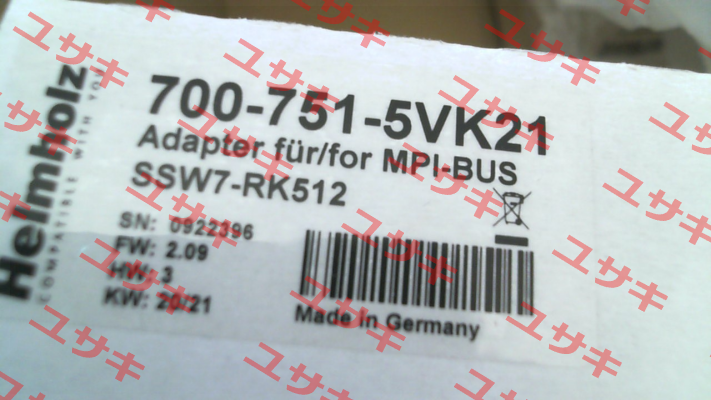 Helmholz
COMPATIBLE WITH YOU
700-751-5VK21
Adapter für/for MPI-BUS
SSW7-RK512
SN: 0922396
FW: 2.09
HW: 3
KW: 20/21
Made in Germany
ユサキ
ユサキ
ユサキ
ユサキ
ユサキ
ユサキ
ユサキ
ユサキ
ユサキ
ユサキ
ユサキ
ユサキ